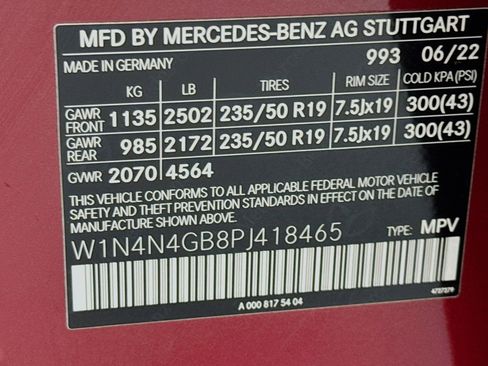 MFD BY MERCEDES-BENZ AG STUTTGART
MADE IN GERMANY 993 06/22
KG LB TIRES RIM SIZE COLD KPA (PSI)
GAWR FRONT 1135 2502 235/50 R19 7.5Jx19 300(43)
GAWR REAR 985 2172 235/50 R19 7.5Jx19 300(43)
GWR 2070 4564
THIS VEHICLE CONFORMS TO ALL APPLICABLE FEDERAL MOTOR VEHICLE
SAFETY AND THEFT PREVENTION STANDARDS IN EFFECT ON THE DATE OF
MANUFACTURE SHOWN ABOVE.
W1N4N4GB8PJ418465 TYPE: MPV
A 000 817 54 04
4727379